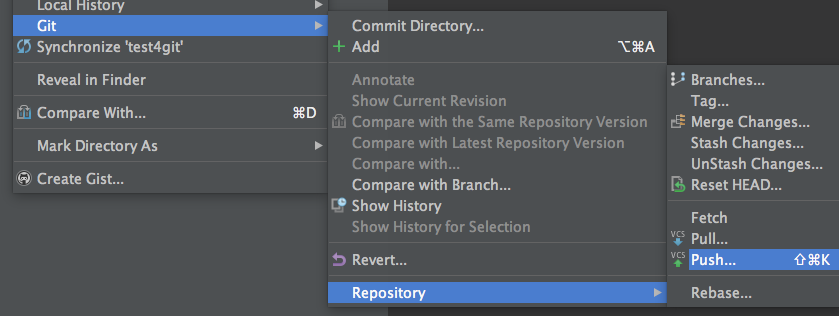 Local History
Git
Synchronize 'test4git'
Reveal in Finder
Compare With... ⌘D
Mark Directory As
Create Gist...
Commit Directory...
Add ⌥⌘A
Annotate
Show Current Revision
Compare with the Same Repository Version
Compare with Latest Repository Version
Compare with...
Compare with Branch...
Show History
Show History for Selection
Revert...
Repository
Branches...
Tag...
Merge Changes...
Stash Changes...
UnStash Changes...
Reset HEAD...
Fetch
VCS Pull...
VCS Push... ⇧⌘K
Rebase...